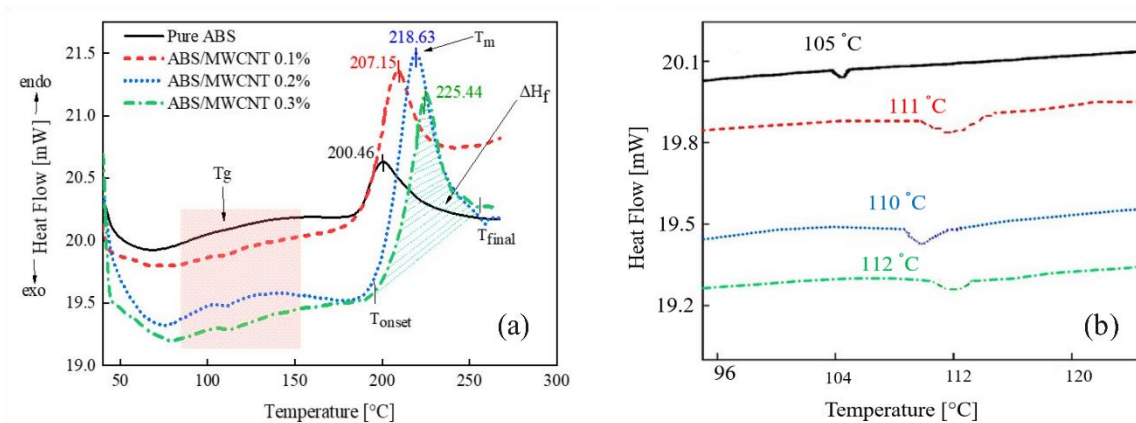 Pure ABS
ABS/MWCNT 0.1%
ABS/MWCNT 0.2%
ABS/MWCNT 0.3%
218.63
Tm
207.15
225.44
ΔHf
200.46
Tg
Tfinal
Tonset
(a)
endo
Heat Flow [mW]
exo
21.5
21.0
20.5
20.0
19.5
19.0
50 100 150 200 250 300
Temperature [°C]
105 °C
111 °C
110 °C
112 °C
(b)
Heat Flow [mW]
20.1
19.8
19.5
19.2
96 104 112 120
Temperature [°C]